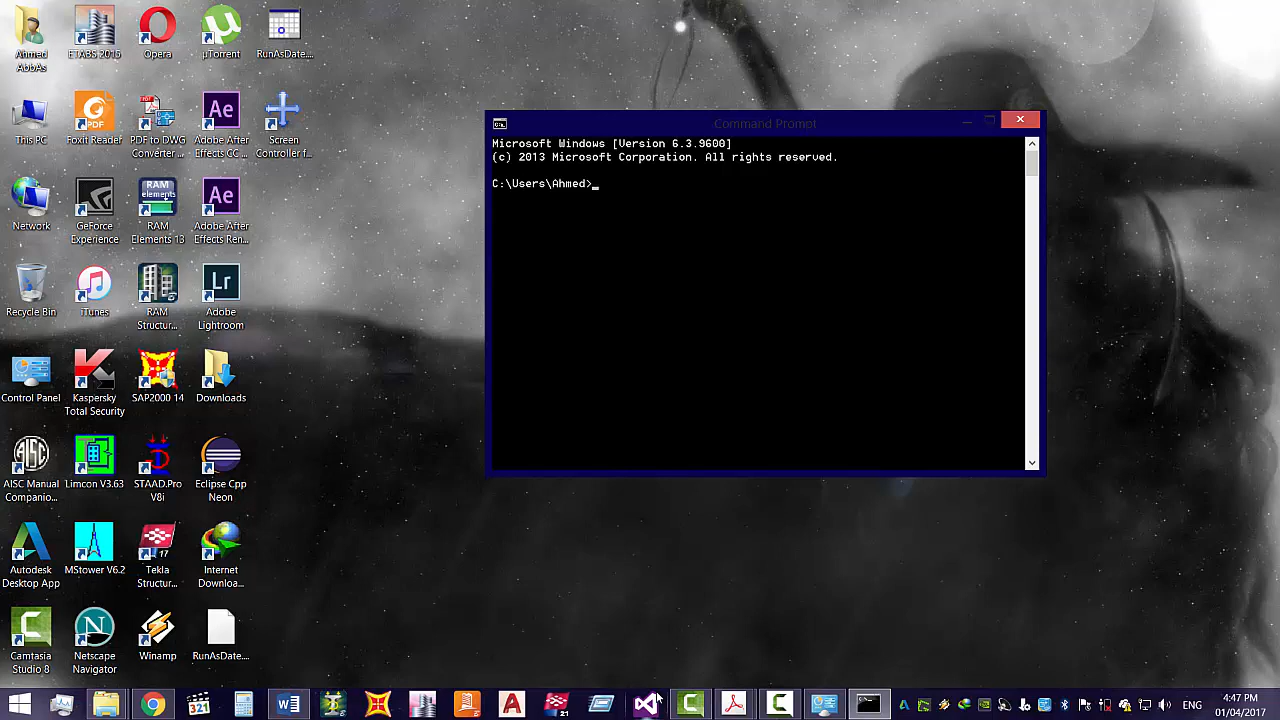 Ahmed
AbbAs
ETABS 2015
Opera
µTorrent
RunAsDate....
This PC
Foxit Reader
PDF to DWG
Converter ...
Adobe After
Effects CC ...
Screen
Controller f...
Network
GeForce
Experience
RAM
Elements 13
Adobe After
Effects Ren...
Recycle Bin
iTunes
RAM
Structur...
Adobe
Lightroom
Control Panel
Kaspersky
Total Security
SAP2000 14
Downloads
AISC Manual
Companio...
Limcon V3.63
STAAD.Pro
V8i
Eclipse Cpp
Neon
Autodesk
Desktop App
MStower V6.2
Tekla
Structur...
Internet
Downloa...
Camtasia
Studio 8
Netscape
Navigator
Winamp
RunAsDate....
Command Prompt
Microsoft Windows [Version 6.3.9600]
(c) 2013 Microsoft Corporation. All rights reserved.
C:\Users\Ahmed>_
ENG
4:47 PM
01/04/2017